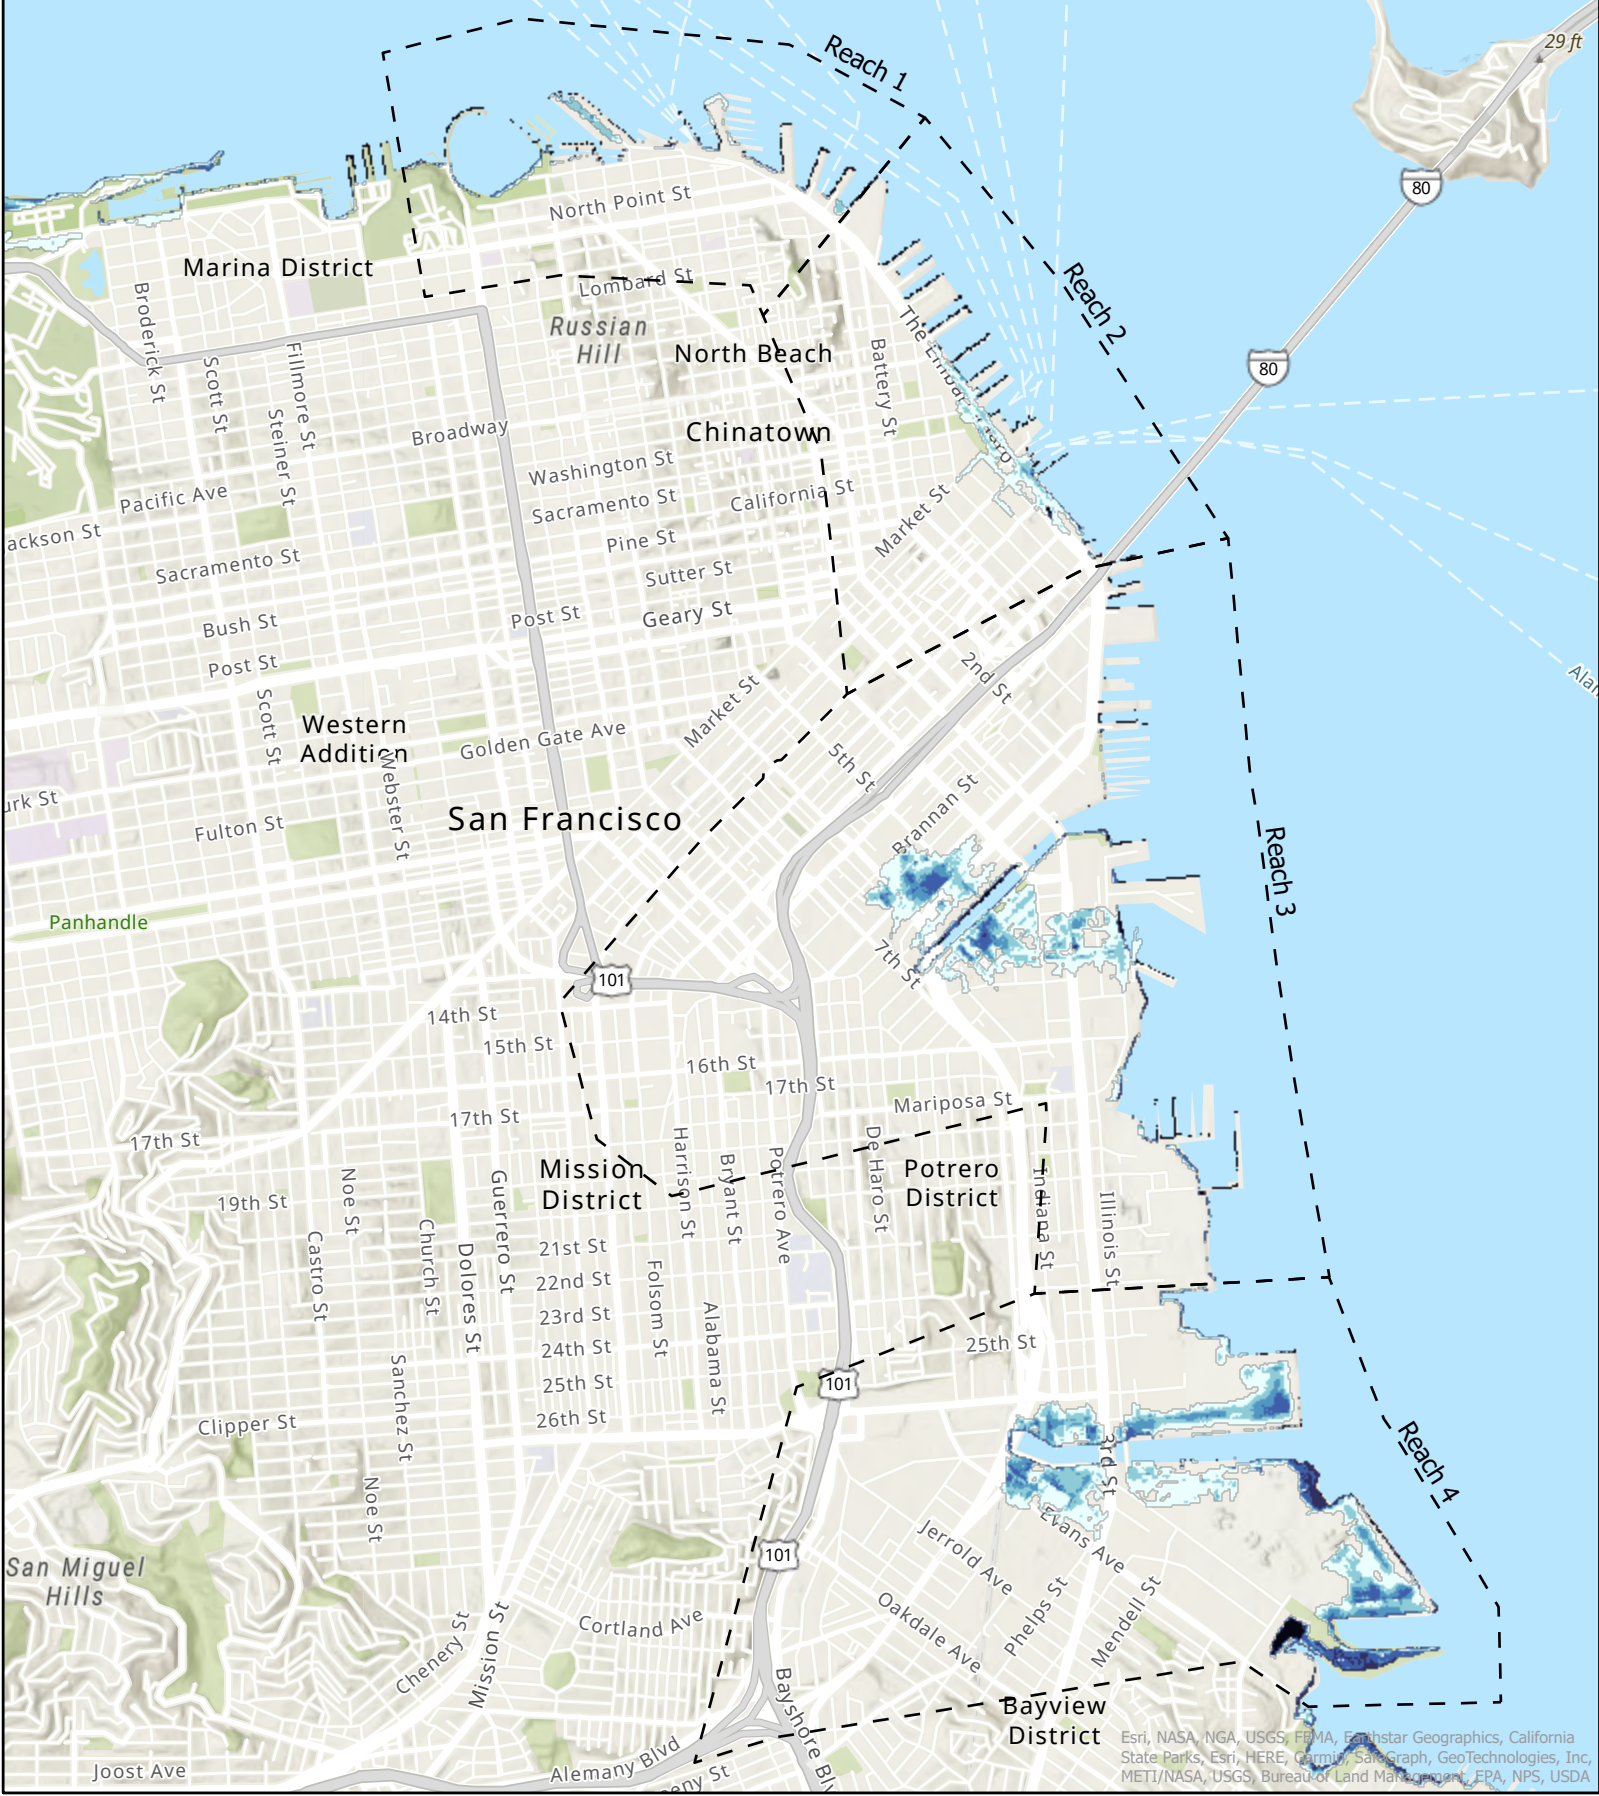 29 ft
Reach 1
80
North Point St
Marina District
Lombard St
Reach 2
Broderick St
Russian
Hill
North Beach
The Embarcadero
Battery St
80
Scott St
Fillmore St
Steiner St
Broadway
Chinatown
Washington St
Pacific Ave
Sacramento St
California St
Market St
ackson St
Pine St
Sacramento St
Sutter St
Geary St
Post St
Bush St
Post St
2nd St
Alam
Scott St
Western
Addition
Market St
Golden Gate Ave
Webster St
5th St
urk St
Fulton St
San Francisco
Brannan St
Reach 3
Panhandle
7th St
101
14th St
15th St
16th St
17th St
17th St
Mariposa St
17th St
Mission
District
Harrison St
Bryant St
Potrero Ave
De Haro St
Potrero
District
Indiana St
Illinois St
19th St
Noe St
Castro St
Church St
Dolores St
Guerrero St
21st St
22nd St
23rd St
24th St
25th St
26th St
Folsom St
Alabama St
25th St
101
Sanchez St
Clipper St
Noe St
3rd St
Reach 4
Evans Ave
Jerrold Ave
101
San Miguel
Hills
Oakdale Ave
Phelps St
Mendell St
Cortland Ave
Chenery St
Mission St
Bayshore Blv
Bayview
District
Joost Ave
Alemany Blvd
eny St
Esri, NASA, NGA, USGS, FEMA, Earthstar Geographics, California
State Parks, Esri, HERE, Garmin, SafeGraph, GeoTechnologies, Inc,
METI/NASA, USGS, Bureau of Land Management, EPA, NPS, USDA